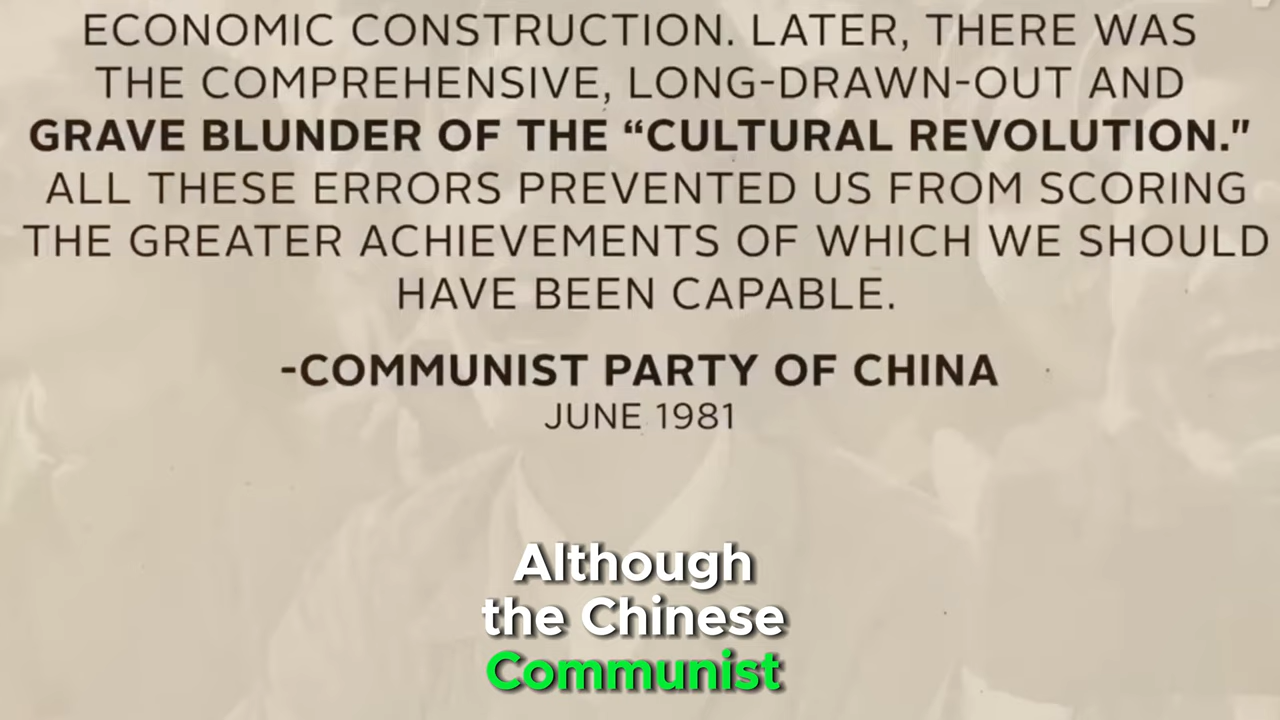 ECONOMIC CONSTRUCTION. LATER, THERE WAS
THE COMPREHENSIVE, LONG-DRAWN-OUT AND
GRAVE BLUNDER OF THE “CULTURAL REVOLUTION."
ALL THESE ERRORS PREVENTED US FROM SCORING
THE GREATER ACHIEVEMENTS OF WHICH WE SHOULD
HAVE BEEN CAPABLE.
-COMMUNIST PARTY OF CHINA
JUNE 1981
Although
the Chinese
Communist